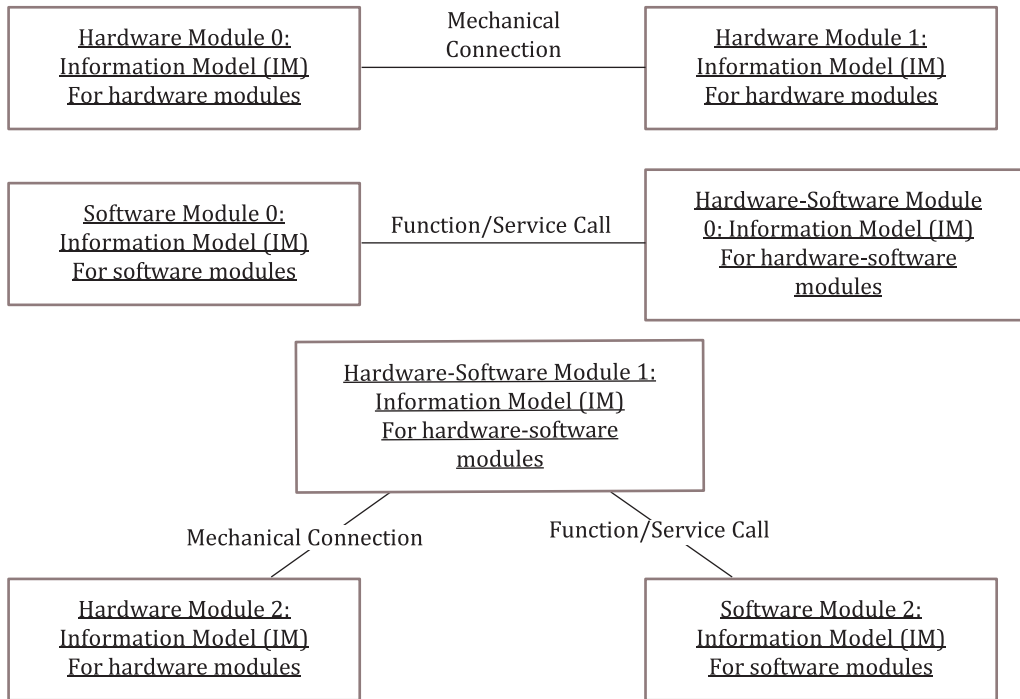 Hardware Module 0:
Information Model (IM)
For hardware modules
Mechanical
Connection
Hardware Module 1:
Information Model (IM)
For hardware modules
Software Module 0:
Information Model (IM)
For software modules
Function/Service Call
Hardware-Software Module
0: Information Model (IM)
For hardware-software
modules
Hardware-Software Module 1:
Information Model (IM)
For hardware-software
modules
Mechanical Connection
Function/Service Call
Hardware Module 2:
Information Model (IM)
For hardware modules
Software Module 2:
Information Model (IM)
For software modules